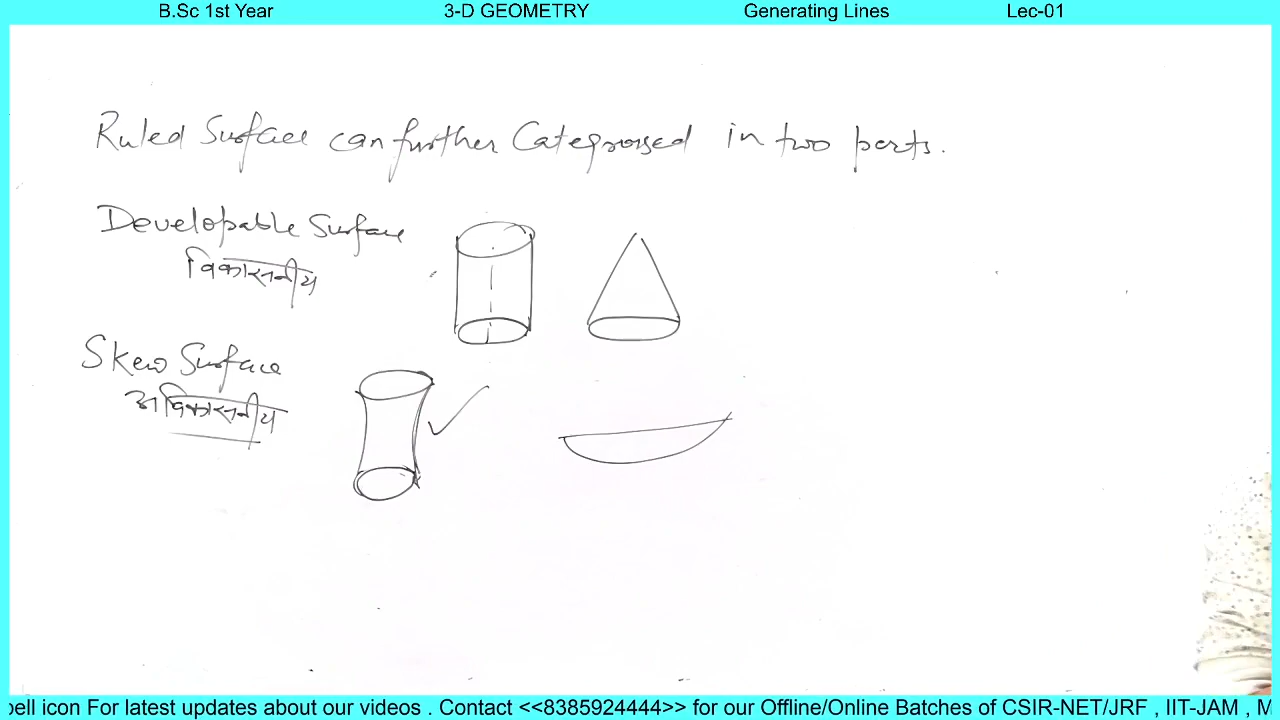 B.Sc 1st Year 3-D GEOMETRY Generating Lines Lec-01
Ruled Surface can further Categorised in two parts.
Developable Surface
विकासनीय
Skew Surface
अविकासनीय
bell icon For latest updates about our videos . Contact <<8385924444>> for our Offline/Online Batches of CSIR-NET/JRF , IIT-JAM , M